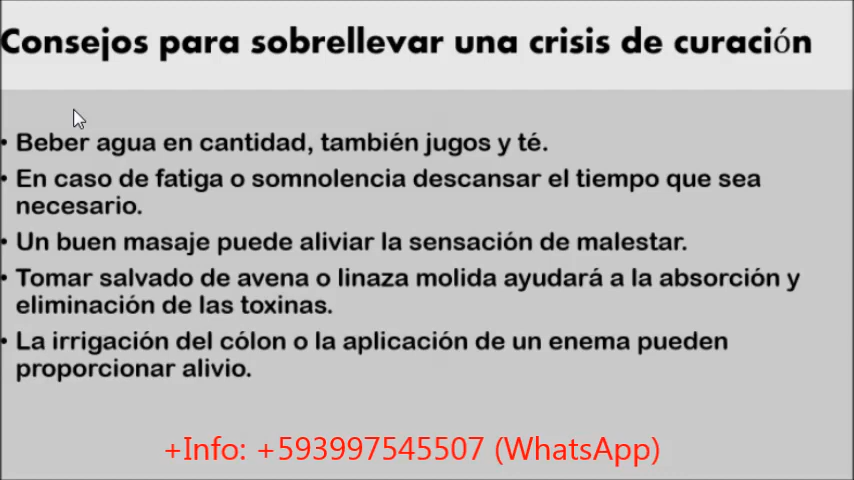 Consejos para sobrellevar una crisis de curación
• Beber agua en cantidad, también jugos y té.
• En caso de fatiga o somnolencia descansar el tiempo que sea
necesario.
• Un buen masaje puede aliviar la sensación de malestar.
• Tomar salvado de avena o linaza molida ayudará a la absorción y
eliminación de las toxinas.
• La irrigación del cólon o la aplicación de un enema pueden
proporcionar alivio.
+Info: +593997545507 (WhatsApp)